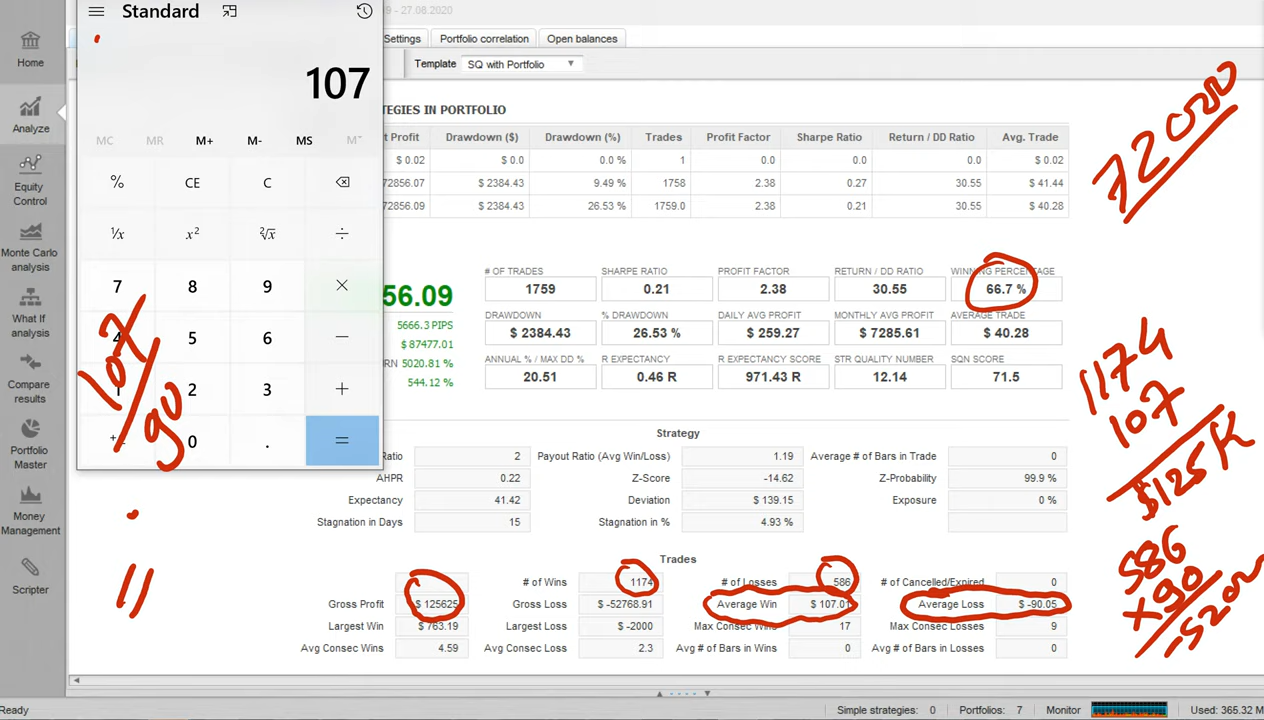 Standard
9 - 27.08.2020
Settings
Portfolio correlation
Open balances
Home
107
Template
SQ with Portfolio
72000
Analyze
TEGIES IN PORTFOLIO
t Profit Drawdown ($) Drawdown (%) Trades Profit Factor Sharpe Ratio Return / DD Ratio Avg. Trade
$ 0.02 $ 0.0 0.0 % 1 0.0 0.0 0.0 $ 0.02
72856.07 $ 2384.43 9.49 % 1758 2.38 0.27 30.55 $ 41.44
72856.09 $ 2384.43 26.53 % 1759.0 2.38 0.21 30.55 $ 40.28
MC MR M+ M- MS M˅
% CE C
Equity
Control
¹/x x² ²√x ÷
Monte Carlo
analysis
7 8 9 ×
4 5 6 −
1 2 3 +
+ 0 . =
107
90
What If
analysis
Compare
results
Portfolio
Master
Money
Management
Scripter
# OF TRADES SHARPE RATIO PROFIT FACTOR RETURN / DD RATIO WINNING PERCENTAGE
56.09 1759 0.21 2.38 30.55 66.7 %
5666.3 PIPS
$ 87477.01
RN 5020.81 %
544.12 %
DRAWDOWN % DRAWDOWN DAILY AVG PROFIT MONTHLY AVG PROFIT AVERAGE TRADE
$ 2384.43 26.53 % $ 259.27 $ 7285.61 $ 40.28
ANNUAL % / MAX DD % R EXPECTANCY R EXPECTANCY SCORE STR QUALITY NUMBER SQN SCORE
20.51 0.46 R 971.43 R 12.14 71.5
1174
107
$125K
Strategy
Ratio 2 Payout Ratio (Avg Win/Loss) 1.19 Average # of Bars in Trade 0
AHPR 0.22 Z-Score -14.62 Z-Probability 99.9 %
Expectancy 41.42 Deviation $ 139.15 Exposure 0 %
Stagnation in Days 15 Stagnation in % 4.93 %
586
×90
Trades
# of Wins 1174 # of Losses 586 # of Cancelled/Expired 0
Gross Profit $ 125625 Gross Loss $ -52768.91 Average Win $ 107.01 Average Loss $ -90.05
Largest Win $ 763.19 Largest Loss $ -2000 Max Consec Wins 17 Max Consec Losses 9
Avg Consec Wins 4.59 Avg Consec Loss 2.3 Avg # of Bars in Wins 0 Avg # of Bars in Losses 0
Ready
Simple strategies: 0 Portfolios: 7 Monitor Used: 365.32 M